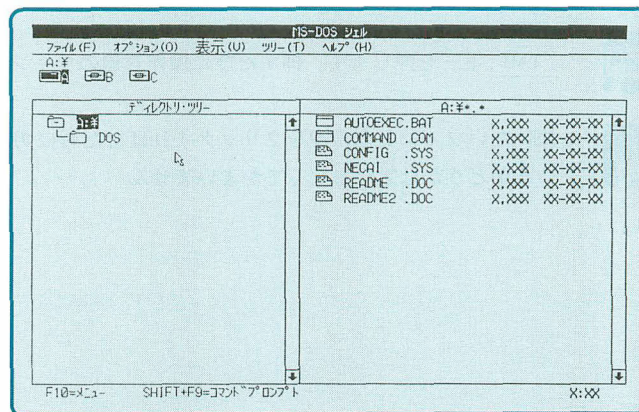 MS-DOS シェル
ファイル(F) オプション(O) 表示(V) ツリー(T) ヘルプ(H)
A:¥
A B C
ディレクトリ・ツリー
A:¥
DOS
A:¥*.*
AUTOEXEC.BAT X,XXX XX-XX-XX
COMMAND .COM X,XXX XX-XX-XX
CONFIG .SYS X,XXX XX-XX-XX
NECAI .SYS X,XXX XX-XX-XX
README .DOC X,XXX XX-XX-XX
README2 .DOC X,XXX XX-XX-XX
F10=メニュー SHIFT+F9=コマンドプロンプト X:XX